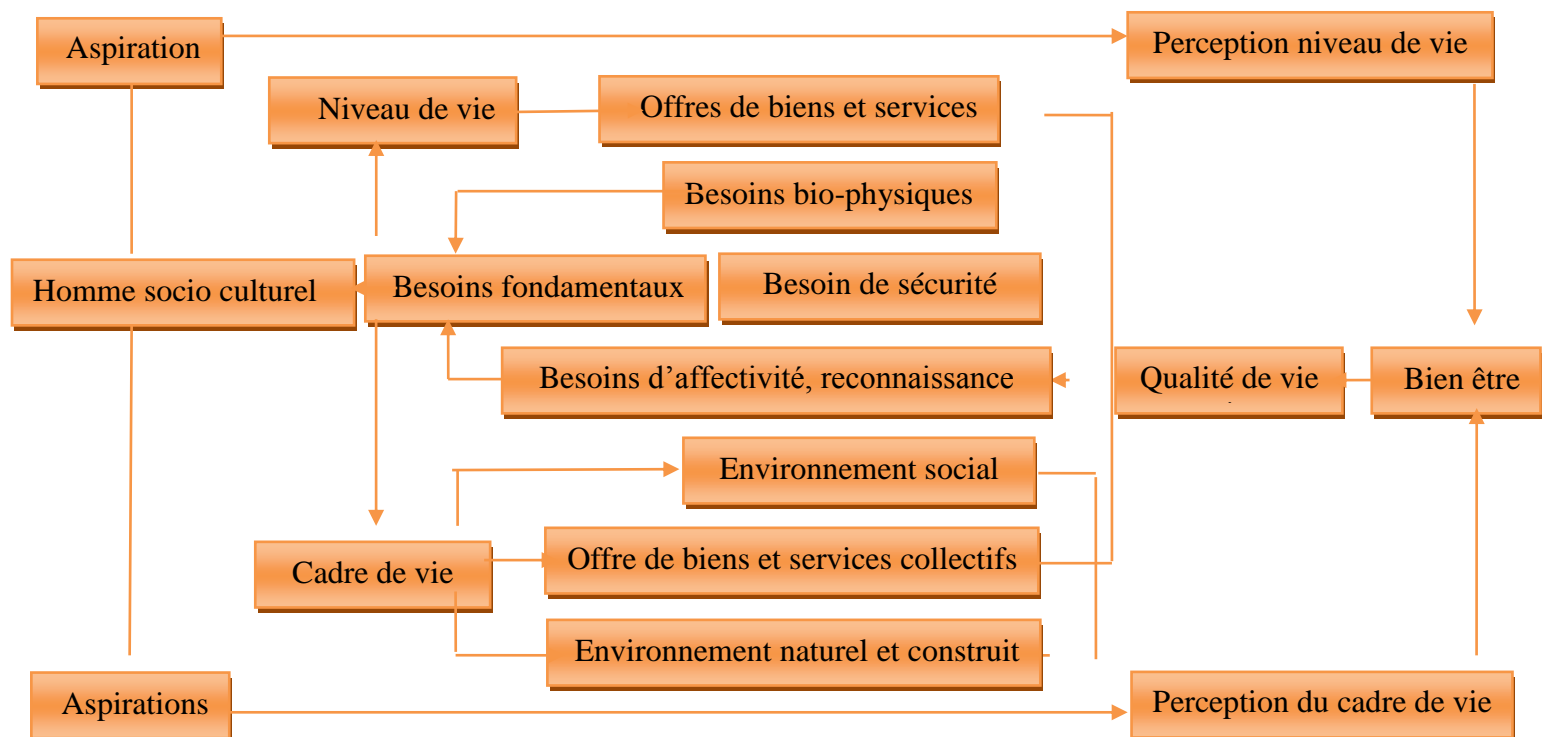 Aspiration
Perception niveau de vie
Niveau de vie
Offres de biens et services
Besoins bio-physiques
Homme socio culturel
Besoins fondamentaux
Besoin de sécurité
Besoins d’affectivité, reconnaissance
Qualité de vie
Bien être
Environnement social
Cadre de vie
Offre de biens et services collectifs
Environnement naturel et construit
Aspirations
Perception du cadre de vie